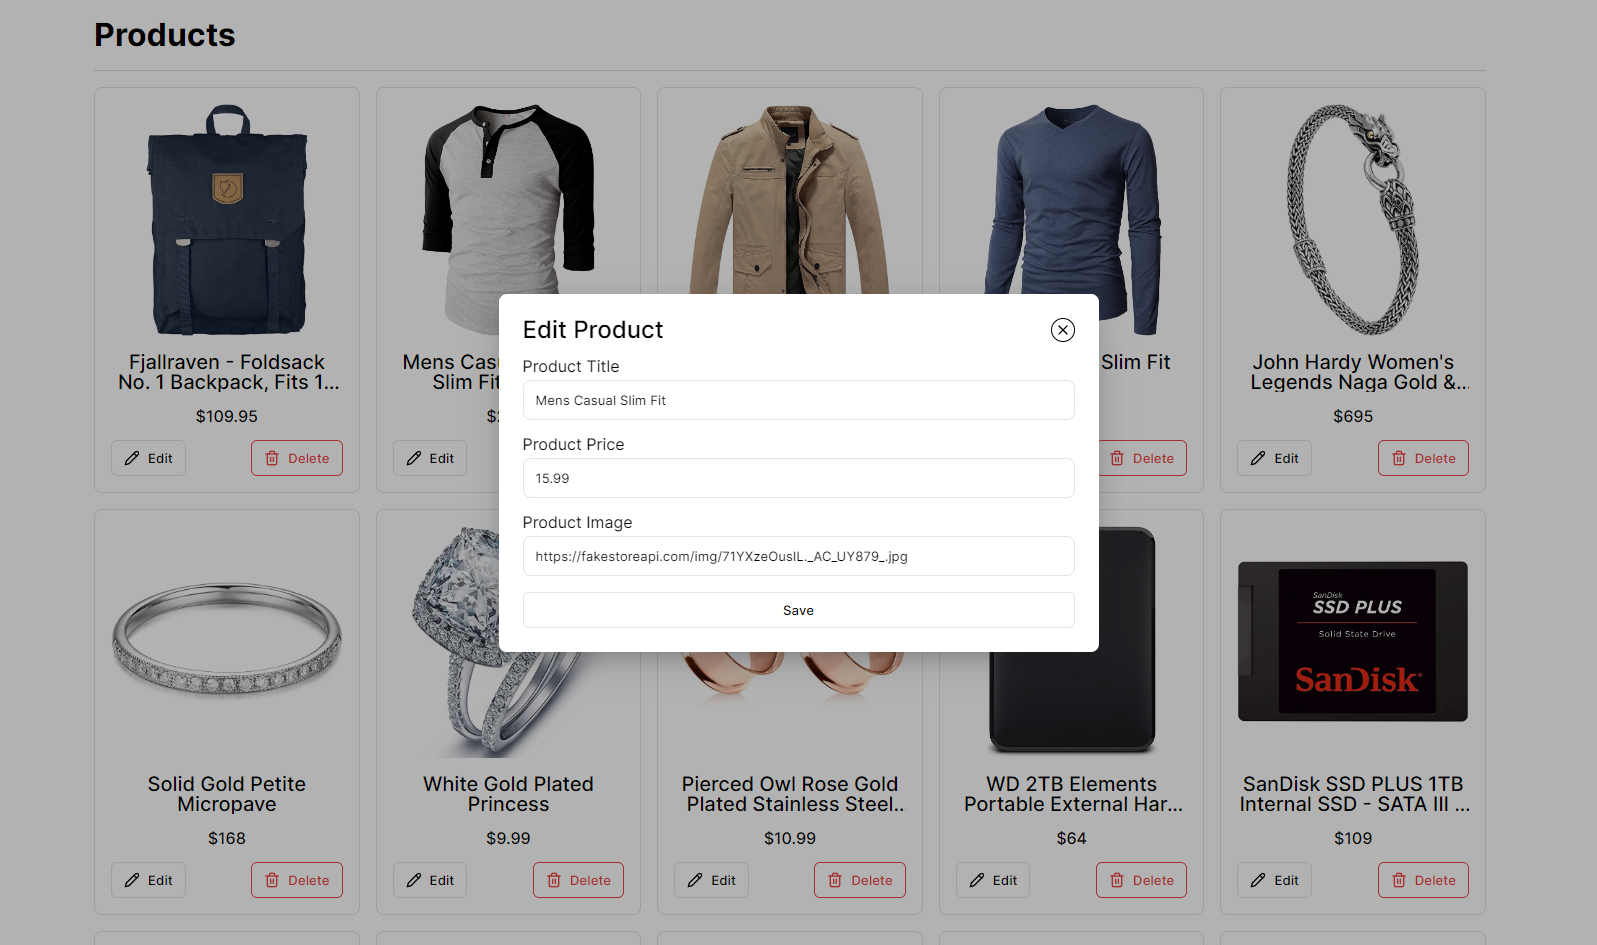 Products
Fjallraven - Foldsack
No. 1 Backpack, Fits 1...
$109.95
Edit
Delete
Mens Cas
Slim Fit
Edit
Slim Fit
Delete
John Hardy Women's
Legends Naga Gold &...
$695
Edit
Delete
Edit Product
Product Title
Mens Casual Slim Fit
Product Price
15.99
Product Image
https://fakestoreapi.com/img/71YXzeOuslL._AC_UY879_.jpg
Save
Solid Gold Petite
Micropave
$168
Edit
Delete
White Gold Plated
Princess
$9.99
Edit
Delete
Pierced Owl Rose Gold
Plated Stainless Steel...
$10.99
Edit
Delete
WD 2TB Elements
Portable External Har...
$64
Edit
Delete
SanDisk
SSD PLUS
Solid State Drive
SanDisk
SanDisk SSD PLUS 1TB
Internal SSD - SATA III ...
$109
Edit
Delete